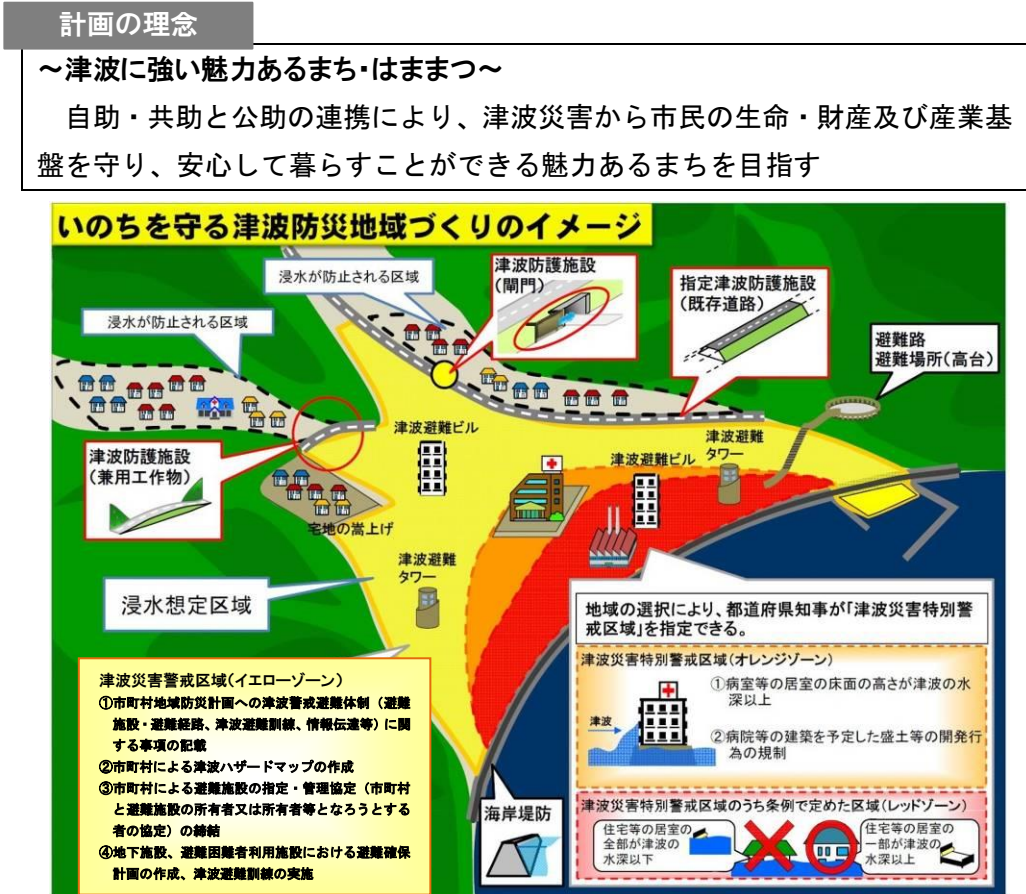 計画の理念
～津波に強い魅力あるまち・はままつ～
自助・共助と公助の連携により、津波災害から市民の生命・財産及び産業基
盤を守り、安心して暮らすことができる魅力あるまちを目指す
いのちを守る津波防災地域づくりのイメージ
浸水が防止される区域
浸水が防止される区域
津波防護施設
(閘門)
指定津波防護施設
(既存道路)
避難路
避難場所(高台)
津波防護施設
(兼用工作物)
津波避難ビル
津波避難ビル
津波避難
タワー
宅地の嵩上げ
津波避難
タワー
浸水想定区域
地域の選択により、都道府県知事が「津波災害特別警
戒区域」を指定できる。
津波災害特別警戒区域(オレンジゾーン)
津波
①病室等の居室の床面の高さが津波の水
深以上
②病院等の建築を予定した盛土等の開発行
為の規制
津波災害特別警戒区域のうち条例で定めた区域(レッドゾーン)
住宅等の居室の
全部が津波の
水深以下
住宅等の居室の
一部が津波の
水深以上
海岸堤防
津波災害警戒区域(イエローゾーン)
①市町村地域防災計画への津波警戒避難体制（避難
施設・避難経路、津波避難訓練、情報伝達等）に関
する事項の記載
②市町村による津波ハザードマップの作成
③市町村による避難施設の指定・管理協定（市町村
と避難施設の所有者又は所有者等となろうとする
者の協定）の締結
④地下施設、避難困難者利用施設における避難確保
計画の作成、津波避難訓練の実施